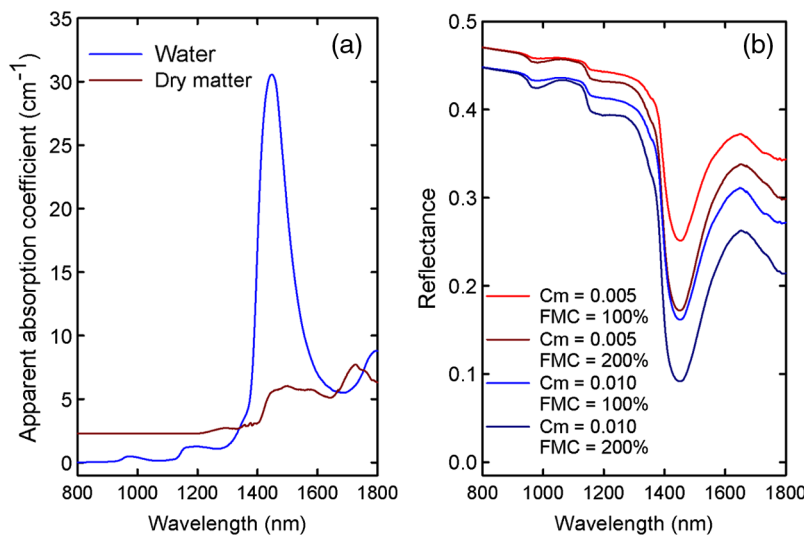 (a)
Water
Dry matter
Apparent absorption coefficient (cm⁻¹)
35
30
25
20
15
10
5
0
800 1000 1200 1400 1600 1800
Wavelength (nm)
(b)
Reflectance
0.5
0.4
0.3
0.2
0.1
0.0
Cm = 0.005
FMC = 100%
Cm = 0.005
FMC = 200%
Cm = 0.010
FMC = 100%
Cm = 0.010
FMC = 200%
800 1000 1200 1400 1600 1800
Wavelength (nm)